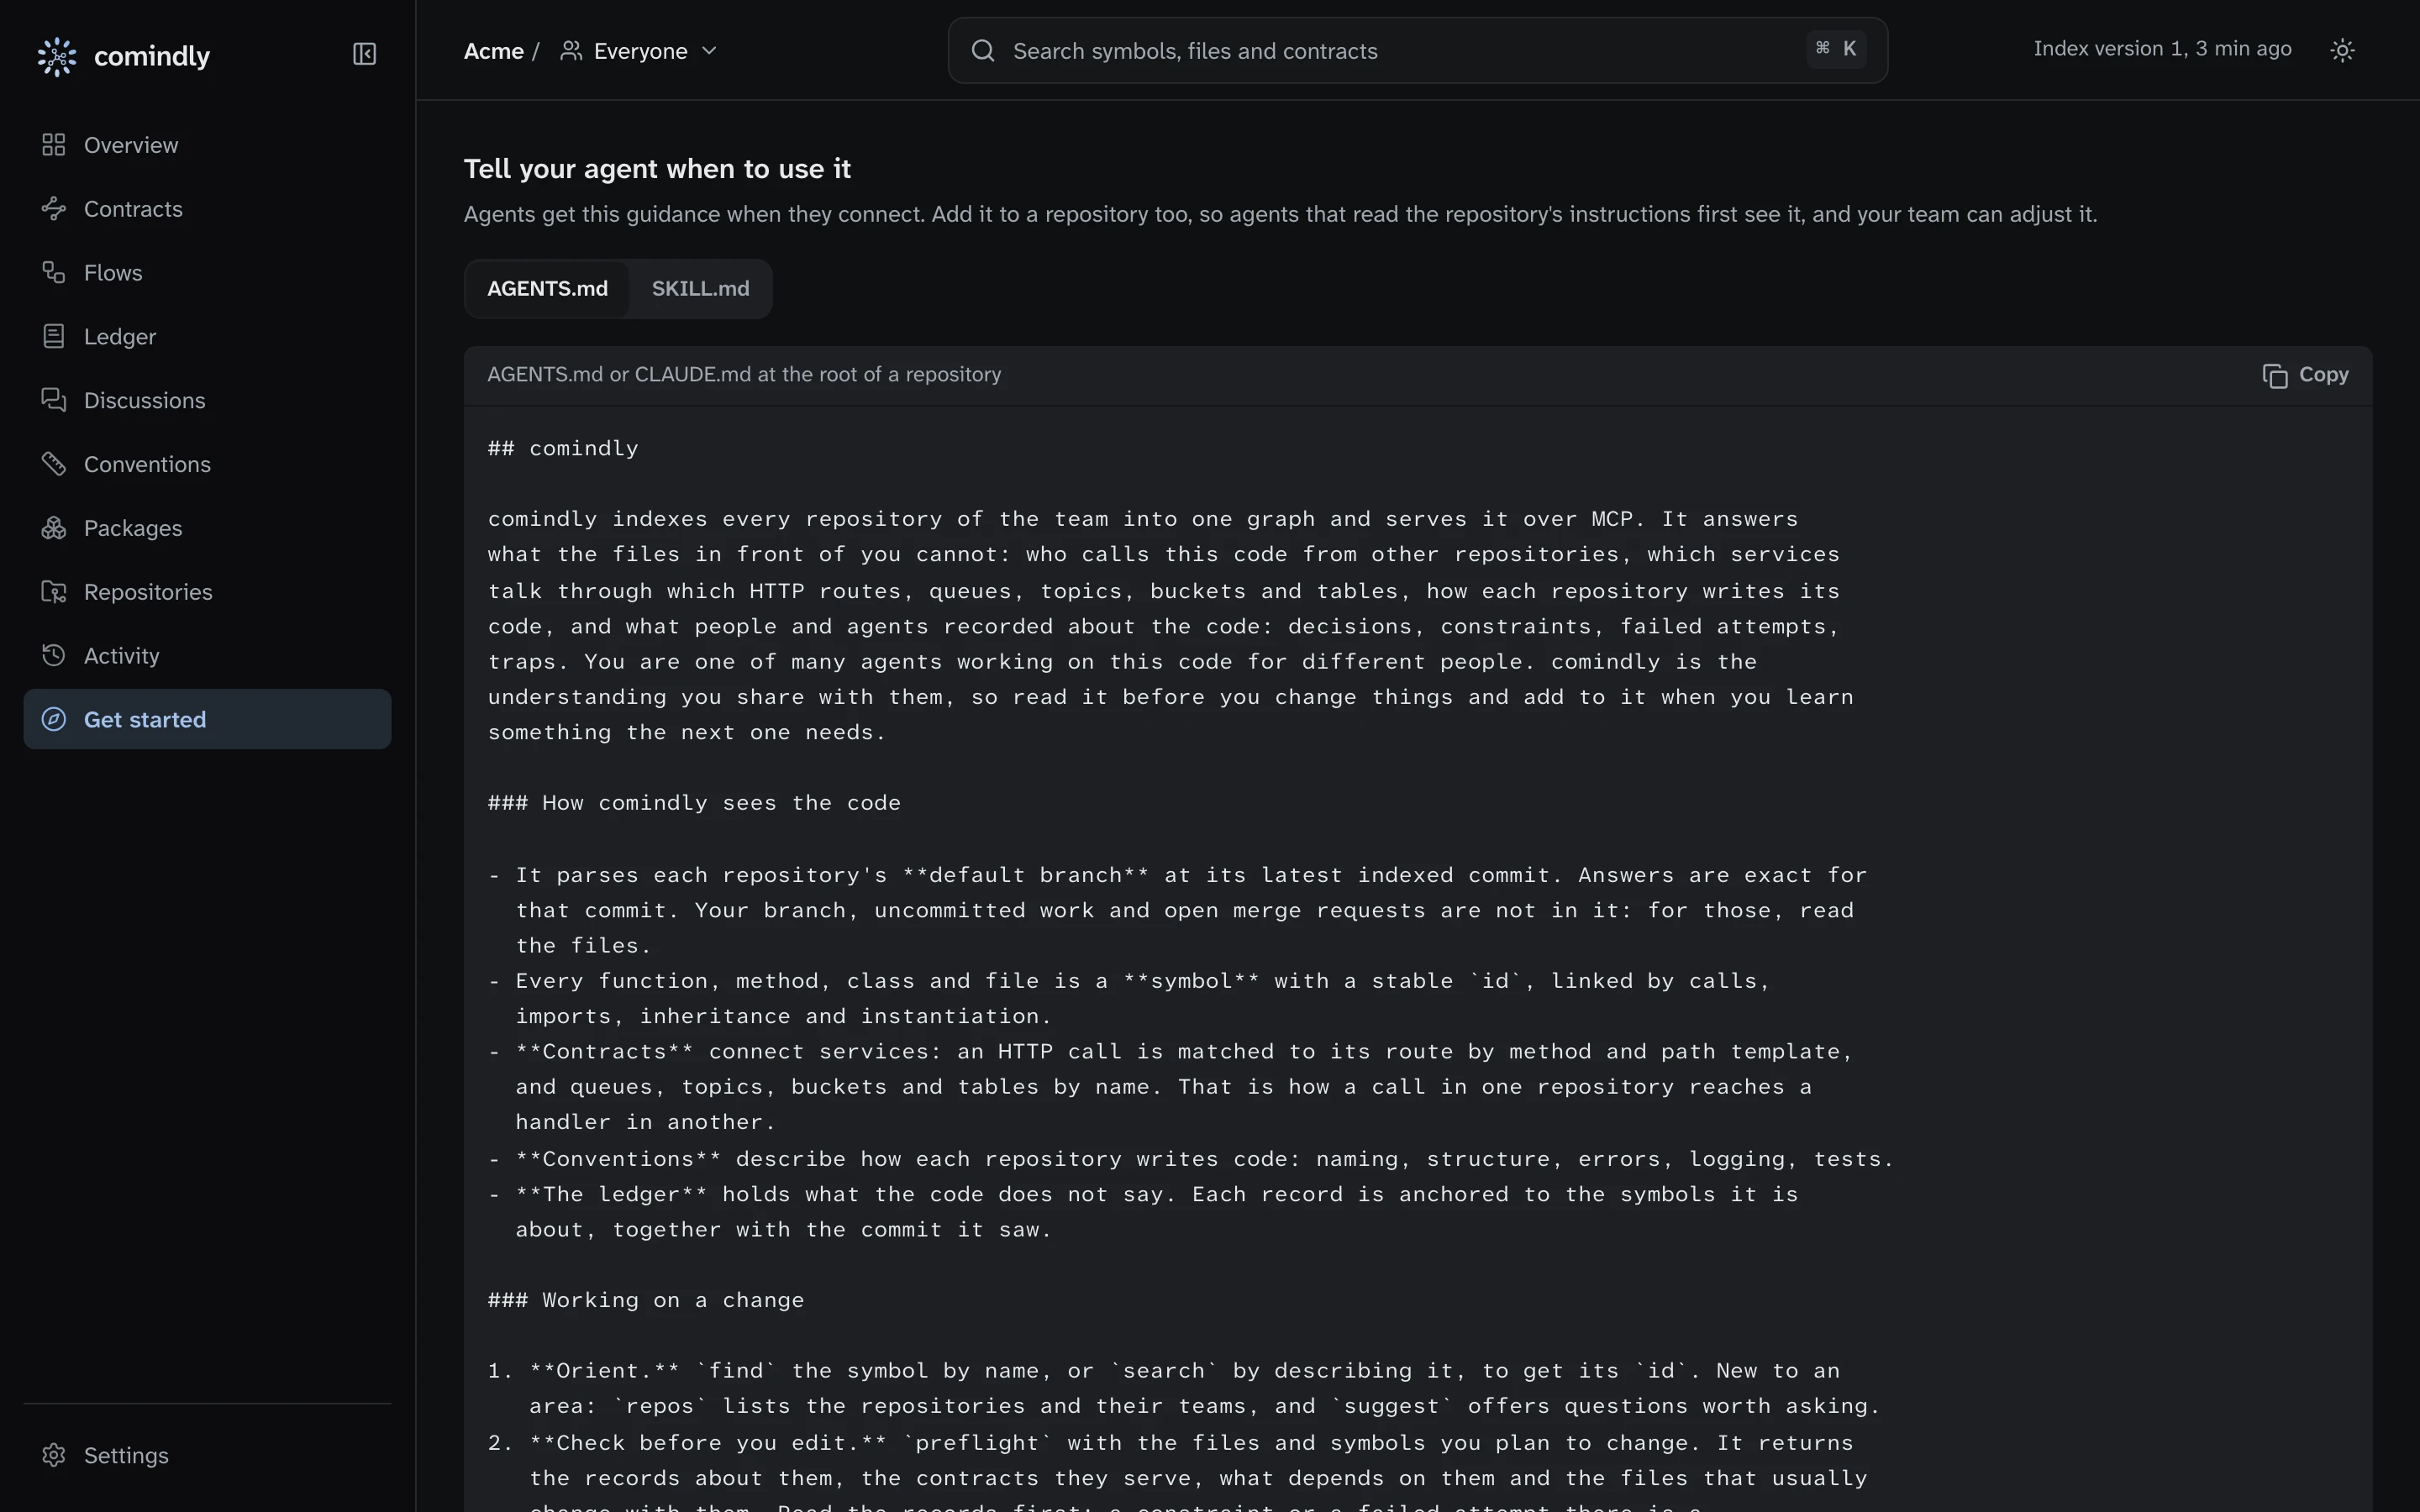 comindly
Acme / Everyone
Search symbols, files and contracts
⌘ K
Index version 1, 3 min ago
Overview
Contracts
Flows
Ledger
Discussions
Conventions
Packages
Repositories
Activity
Get started
Settings
Tell your agent when to use it
Agents get this guidance when they connect. Add it to a repository too, so agents that read the repository's instructions first see it, and your team can adjust it.
AGENTS.md
SKILL.md
AGENTS.md or CLAUDE.md at the root of a repository
Copy
## comindly
comindly indexes every repository of the team into one graph and serves it over MCP. It answers
what the files in front of you cannot: who calls this code from other repositories, which services
talk through which HTTP routes, queues, topics, buckets and tables, how each repository writes its
code, and what people and agents recorded about the code: decisions, constraints, failed attempts,
traps. You are one of many agents working on this code for different people. comindly is the
understanding you share with them, so read it before you change things and add to it when you learn
something the next one needs.
### How comindly sees the code
- It parses each repository's **default branch** at its latest indexed commit. Answers are exact for
that commit. Your branch, uncommitted work and open merge requests are not in it: for those, read
the files.
- Every function, method, class and file is a **symbol** with a stable `id`, linked by calls,
imports, inheritance and instantiation.
- **Contracts** connect services: an HTTP call is matched to its route by method and path template,
and queues, topics, buckets and tables by name. That is how a call in one repository reaches a
handler in another.
- **Conventions** describe how each repository writes code: naming, structure, errors, logging, tests.
- **The ledger** holds what the code does not say. Each record is anchored to the symbols it is
about, together with the commit it saw.
### Working on a change
1. **Orient.** `find` the symbol by name, or `search` by describing it, to get its `id`. New to an
area: `repos` lists the repositories and their teams, and `suggest` offers questions worth asking.
2. **Check before you edit.** `preflight` with the files and symbols you plan to change. It returns
the records about them, the contracts they serve, what depends on them and the files that usually
change with them. Read the records first: a constraint or a failed attempt there is a